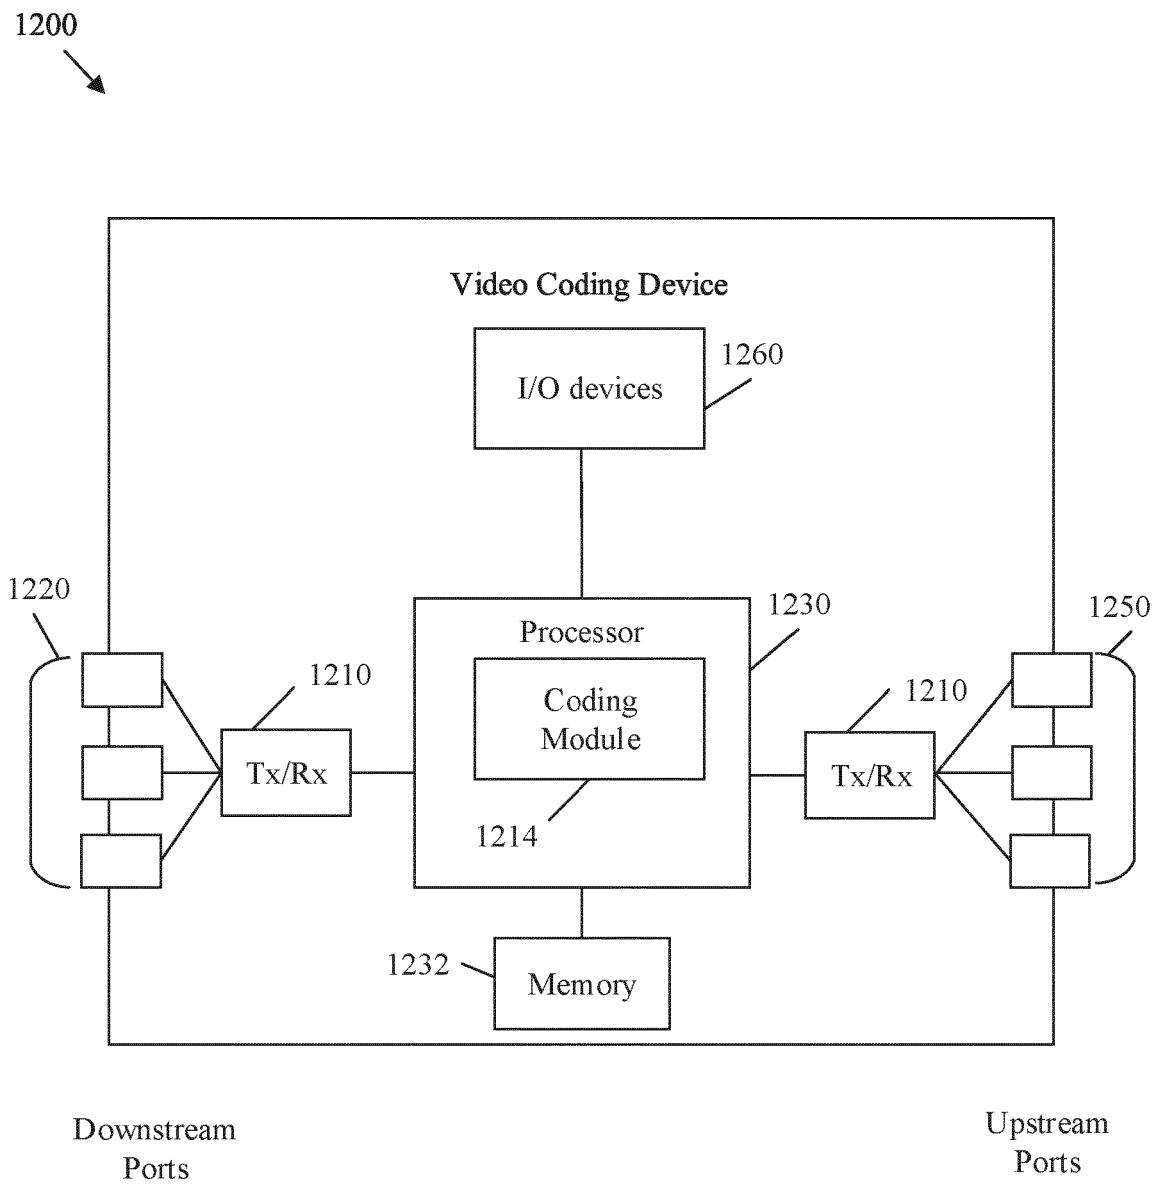 1200
Video Coding Device
I/O devices
1260
1220
1210
Processor
1230
Coding
Module
1214
1210
1250
Tx/Rx
Tx/Rx
1232
Memory
Downstream
Ports
Upstream
Ports